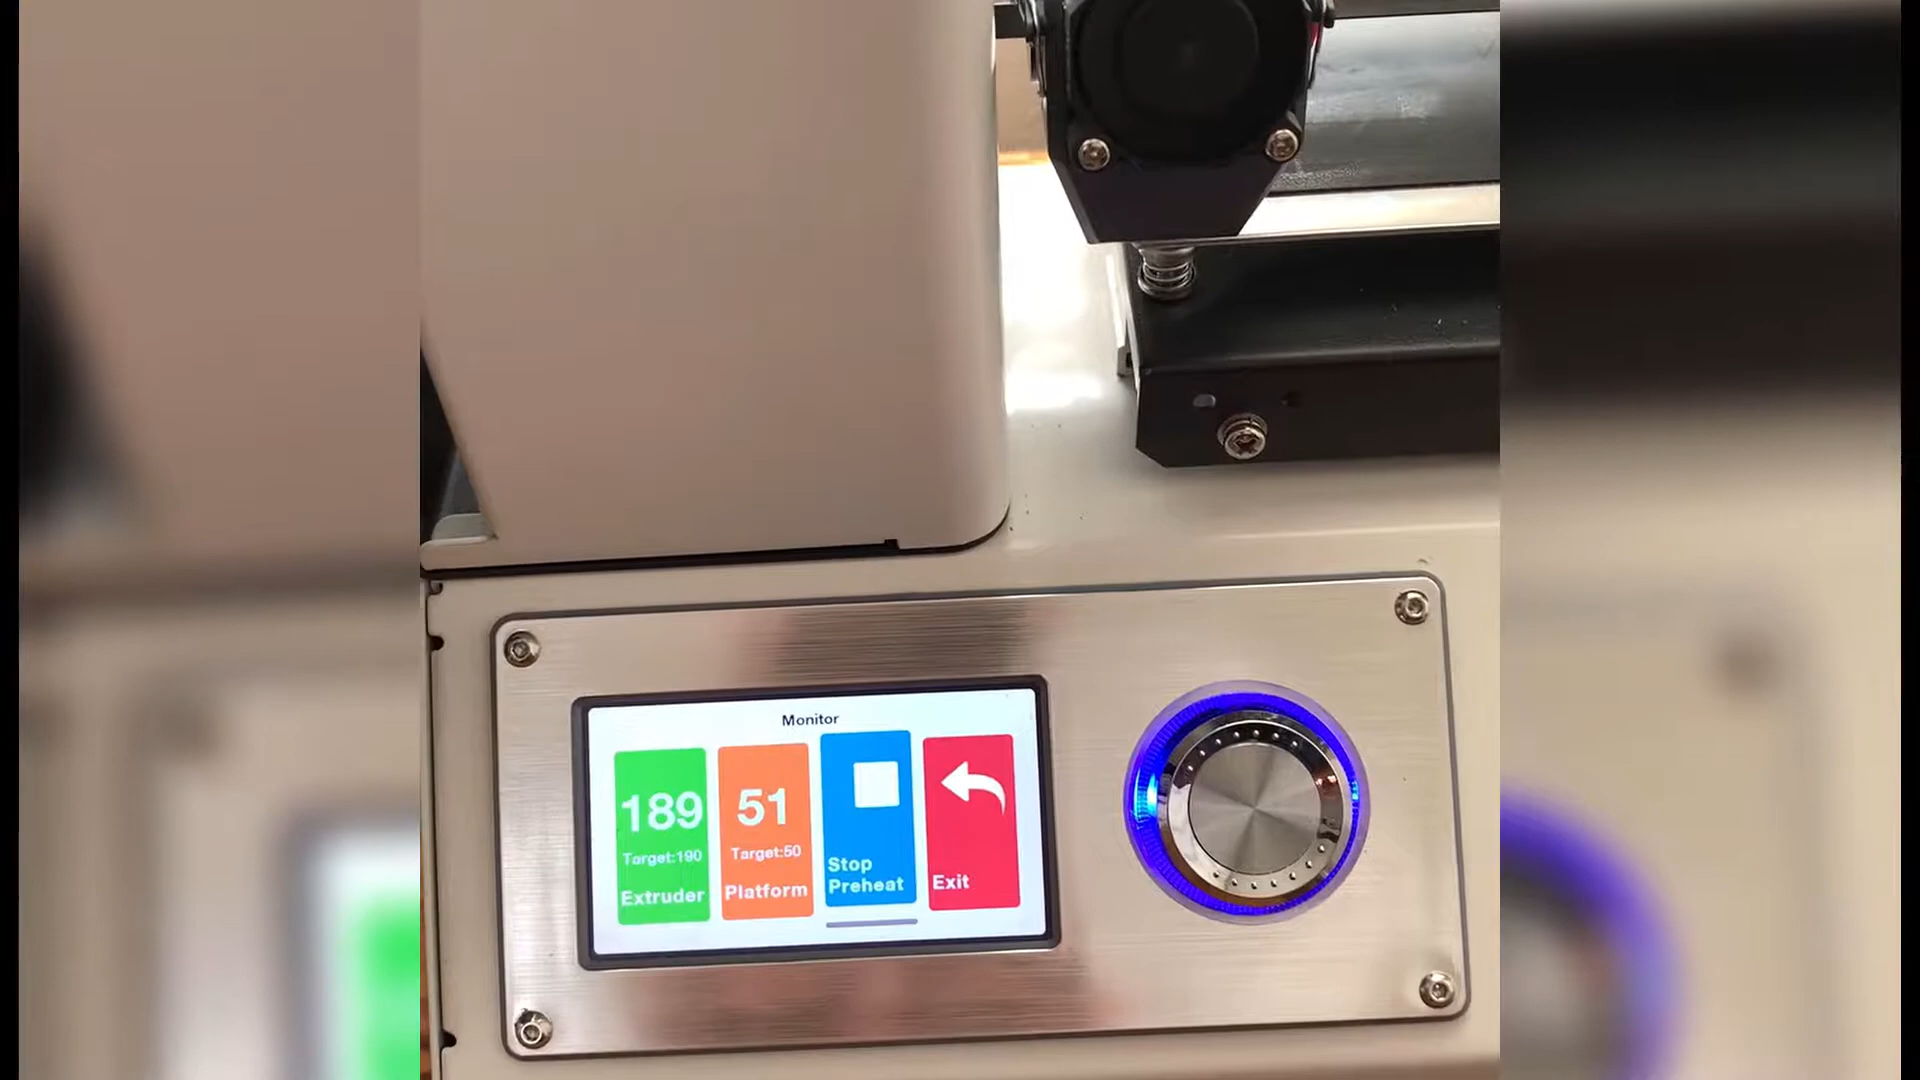 Monitor
189
Target:190
Extruder
51
Target:50
Platform
Stop
Preheat
Exit